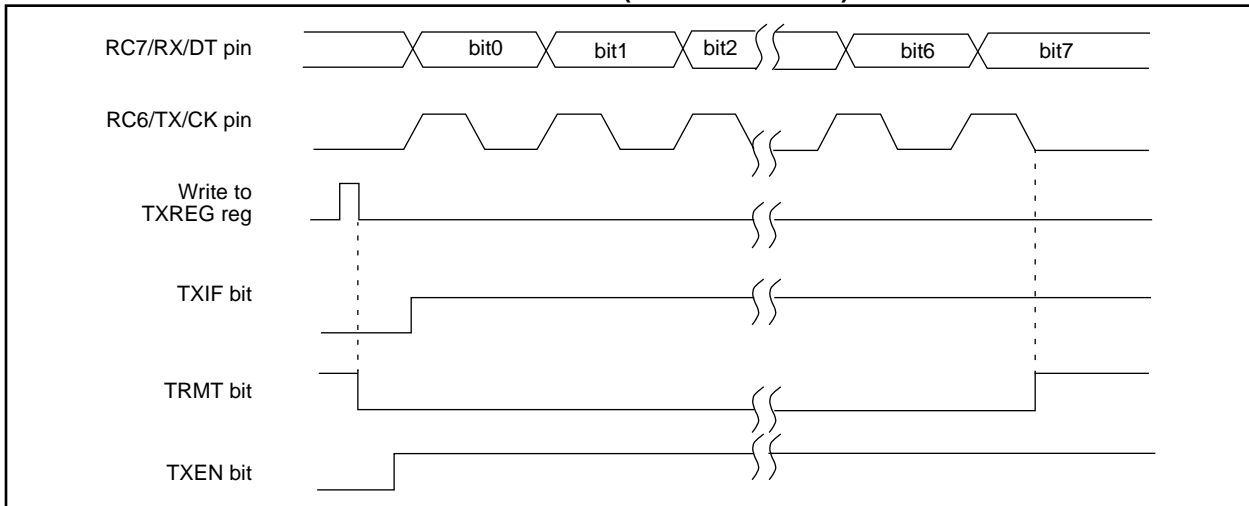 RC7/RX/DT pin
bit0 bit1 bit2 bit6 bit7
RC6/TX/CK pin
Write to
TXREG reg
TXIF bit
TRMT bit
TXEN bit